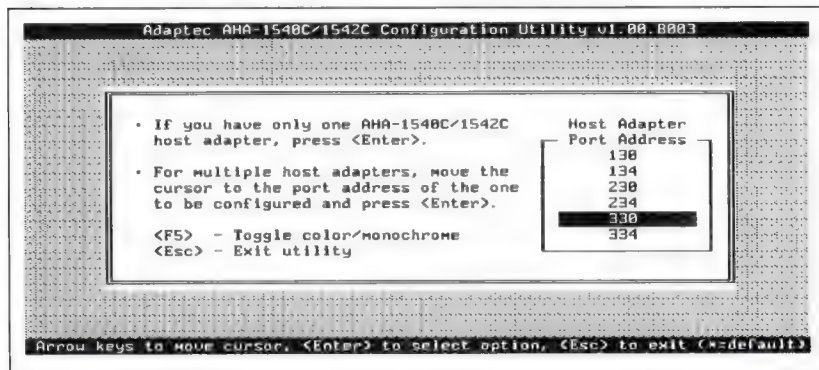 Adaptec AHA-1540C/1542C Configuration Utility v1.00.B003
· If you have only one AHA-1540C/1542C
host adapter, press <Enter>.
· For multiple host adapters, move the
cursor to the port address of the one
to be configured and press <Enter>.
<F5> - Toggle color/monochrome
<Esc> - Exit utility
Host Adapter
Port Address
130
134
230
234
330
334
Arrow keys to move cursor, <Enter> to select option, <Esc> to exit (*=default)